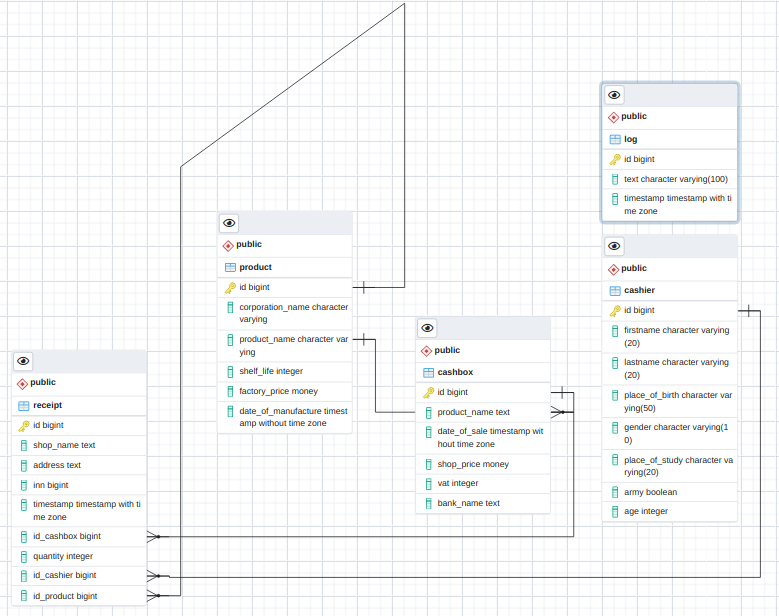 public
log
id bigint
text character varying(100)
timestamp timestamp with ti
me zone
public
product
id bigint
corporation_name character
varying
product_name character var
ying
shelf_life integer
factory_price money
date_of_manufacture timest
amp without time zone
public
cashier
id bigint
firstname character varying
(20)
lastname character varying
(20)
place_of_birth character var
ying(50)
gender character varying(1
0)
place_of_study character va
rying(20)
army boolean
age integer
public
cashbox
id bigint
product_name text
date_of_sale timestamp wit
hout time zone
shop_price money
vat integer
bank_name text
public
receipt
id bigint
shop_name text
address text
inn bigint
timestamp timestamp with ti
me zone
id_cashbox bigint
quantity integer
id_cashier bigint
id_product bigint